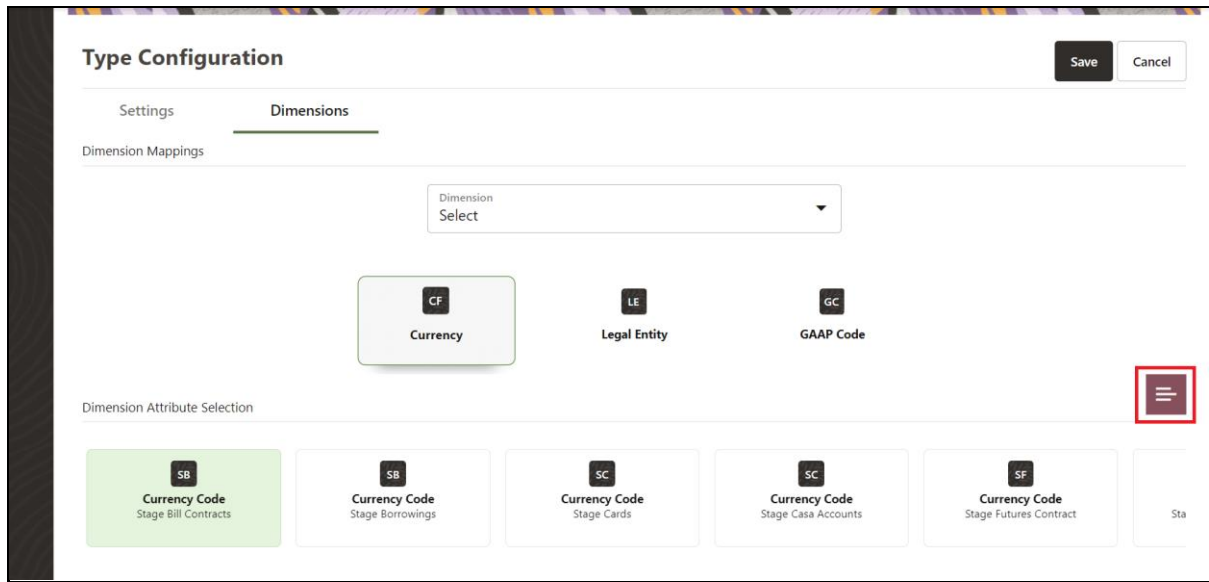 Type Configuration
Save Cancel
Settings Dimensions
Dimension Mappings
Dimension
Select
CF LE GC
Currency Legal Entity GAAP Code
Dimension Attribute Selection
SB SB SC SC SF
Currency Code Currency Code Currency Code Currency Code Currency Code
Stage Bill Contracts Stage Borrowings Stage Cards Stage Casa Accounts Stage Futures Contract Sta